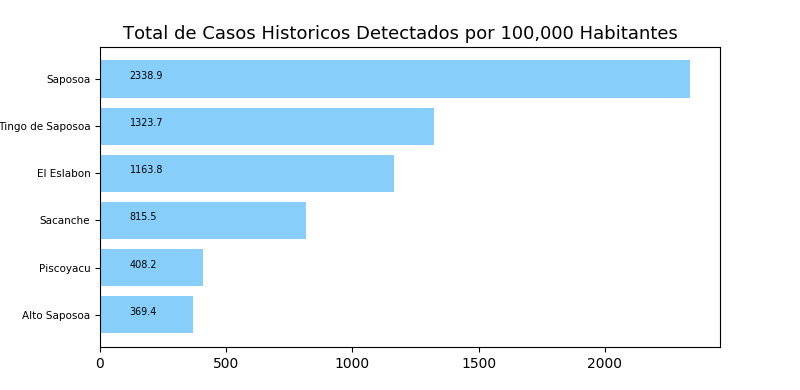 Total de Casos Historicos Detectados por 100,000 Habitantes
Saposoa 2338.9
Tingo de Saposoa 1323.7
El Eslabon 1163.8
Sacanche 815.5
Piscoyacu 408.2
Alto Saposoa 369.4
0 500 1000 1500 2000